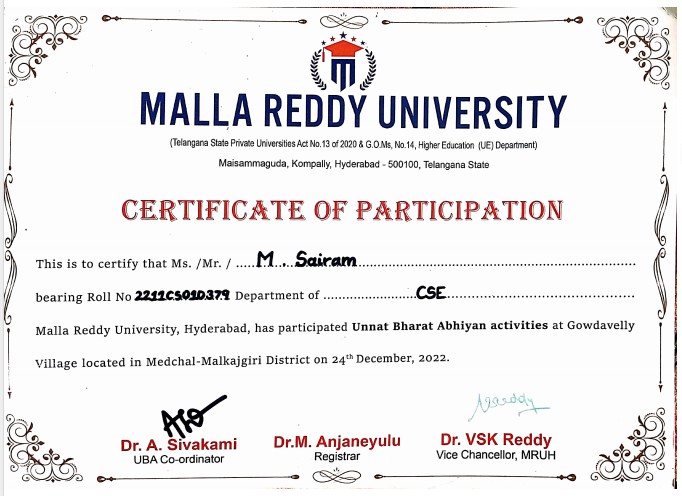 MALLA REDDY UNIVERSITY
(Telangana State Private Universities Act No.13 of 2020 & G.O.Ms, No.14, Higher Education (UE) Department)
Maisammaguda, Kompally, Hyderabad - 500100, Telangana State
CERTIFICATE OF PARTICIPATION
This is to certify that Ms. /Mr. / .... M . Sairam ....
bearing Roll No 2211CS010379 Department of .... CSE ....
Malla Reddy University, Hyderabad, has participated Unnat Bharat Abhiyan activities at Gowdavelly
Village located in Medchal-Malkajgiri District on 24th December, 2022.
Dr. A. Sivakami Dr.M. Anjaneyulu Dr. VSK Reddy
UBA Co-ordinator Registrar Vice Chancellor, MRUH